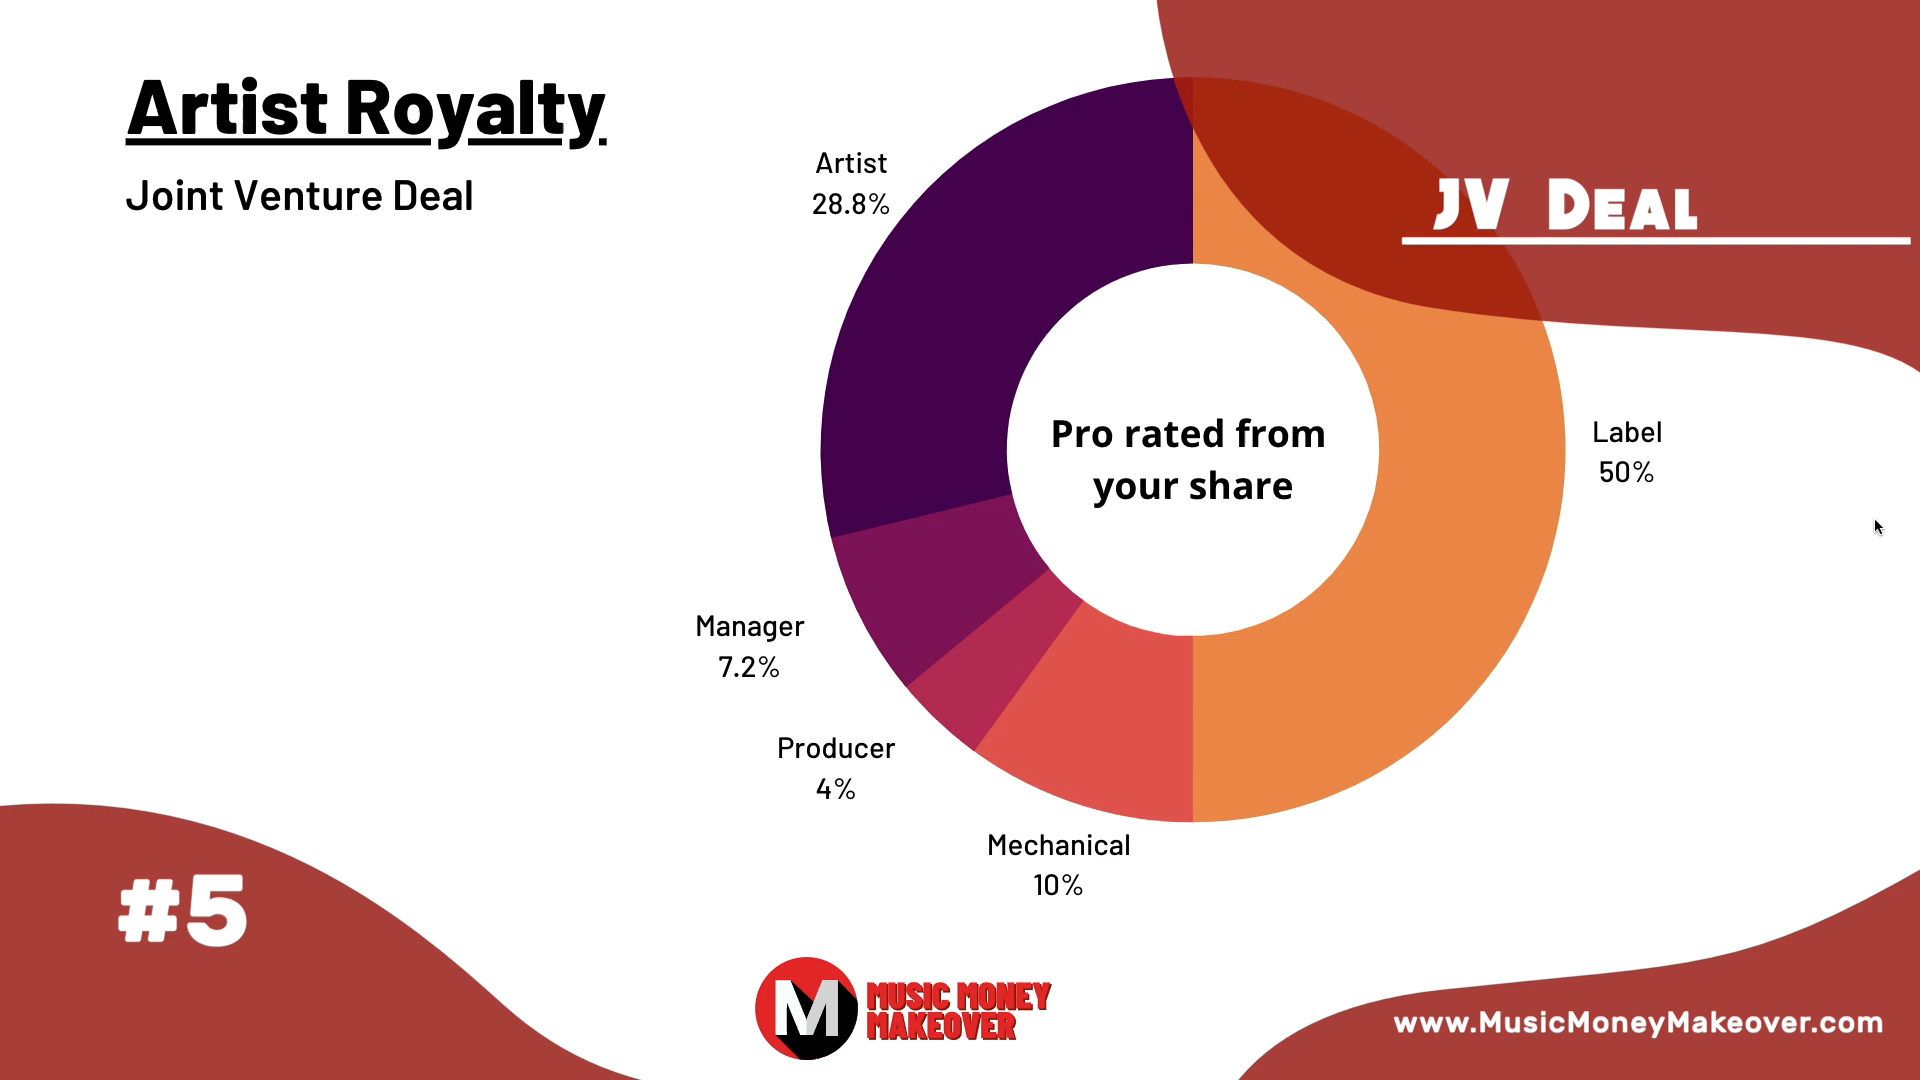 Artist Royalty
Joint Venture Deal
JV Deal
Artist
28.8%
Pro rated from
your share
Label
50%
Manager
7.2%
Producer
4%
Mechanical
10%
#5
M
MUSIC MONEY
MAKEOVER
www.MusicMoneyMakeover.com